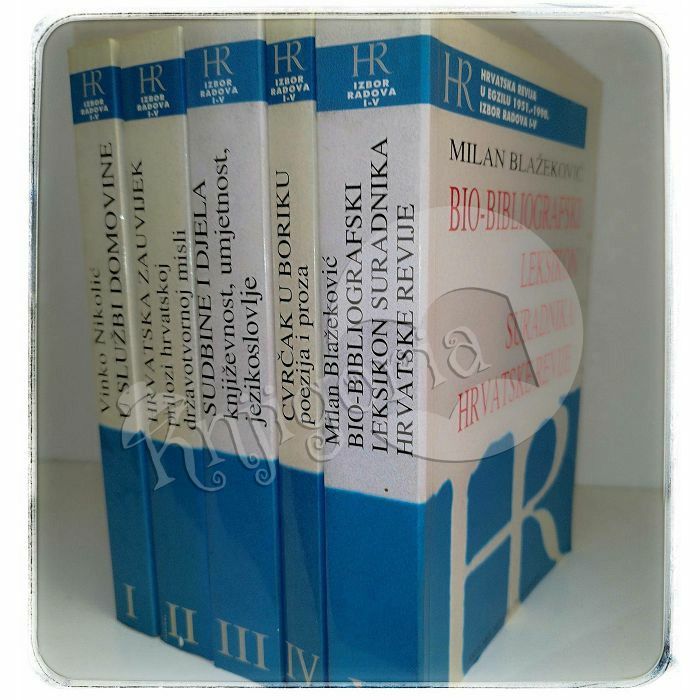 HR
IZBOR
RADOVA
I-V
Vinko Nikolić
U SLUŽBI DOMOVINE
I
HR
IZBOR
RADOVA
I-V
HRVATSKA ZAUVIJEK
prilozi hrvatskoj
državotvornoj misli
II
HR
IZBOR
RADOVA
I-V
SUDBINE I DJELA
književnost, umjetnost,
jezikoslovlje
III
HR
IZBOR
RADOVA
I-V
CVRČAK U BORIKU
poezija i proza
IV
HR
IZBOR
RADOVA
I-V
Milan Blažeković
BIO-BIBLIOGRAFSKI
LEKSIKON SURADNIKA
HRVATSKE REVIJE
HR
HRVATSKA REVIJA
U EGZILU 1951.-1990.
IZBOR RADOVA I-V
MILAN BLAŽEKOVIĆ
BIO-BIBLIOGRAFSKI
LEKSIKON
SURADNIKA
HRVATSKE REVIJE
HR
Knjigomania